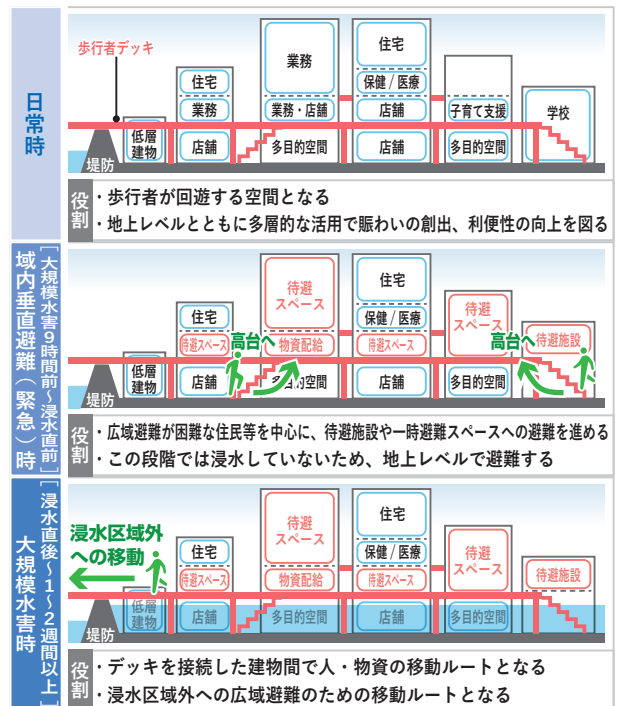 日常時
歩行者デッキ
低層
建物
堤防
住宅
業務
店舗
業務
業務・店舗
多目的空間
住宅
保健/医療
店舗
店舗
子育て支援
多目的空間
学校
役割
・歩行者が回遊する空間となる
・地上レベルとともに多層的な活用で賑わいの創出、利便性の向上を図る
[大規模水害9時間前～浸水直前]
域内垂直避難(緊急)時
低層
建物
堤防
住宅
待避スペース
店舗
待避
スペース
物資配給
高台へ
多目的空間
住宅
保健/医療
待避スペース
店舗
待避
スペース
高台へ
多目的空間
待避施設
役割
・広域避難が困難な住民等を中心に、待避施設や一時避難スペースへの避難を進める
・この段階では浸水していないため、地上レベルで避難する
[浸水直後～1～2週間以上]
大規模水害時
浸水区域外
への移動
低層
建物
堤防
住宅
待避スペース
店舗
待避
スペース
物資配給
多目的空間
住宅
保健/医療
待避スペース
店舗
待避
スペース
多目的空間
待避施設
役割
・デッキを接続した建物間で人・物資の移動ルートとなる
・浸水区域外への広域避難のための移動ルートとなる